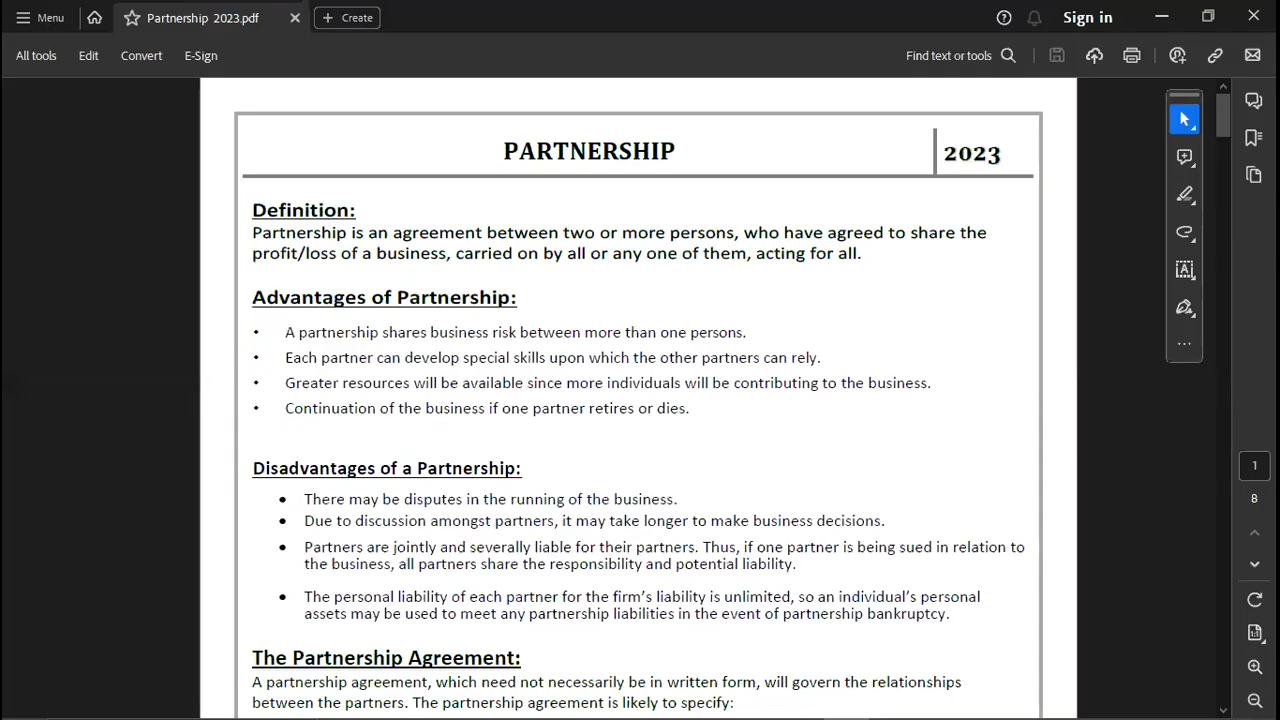 Menu
Partnership 2023.pdf
Create
Sign in
All tools
Edit
Convert
E-Sign
Find text or tools
PARTNERSHIP
2023
Definition:
Partnership is an agreement between two or more persons, who have agreed to share the
profit/loss of a business, carried on by all or any one of them, acting for all.
Advantages of Partnership:
• A partnership shares business risk between more than one persons.
• Each partner can develop special skills upon which the other partners can rely.
• Greater resources will be available since more individuals will be contributing to the business.
• Continuation of the business if one partner retires or dies.
Disadvantages of a Partnership:
• There may be disputes in the running of the business.
• Due to discussion amongst partners, it may take longer to make business decisions.
• Partners are jointly and severally liable for their partners. Thus, if one partner is being sued in relation to
the business, all partners share the responsibility and potential liability.
• The personal liability of each partner for the firm's liability is unlimited, so an individual's personal
assets may be used to meet any partnership liabilities in the event of partnership bankruptcy.
The Partnership Agreement:
A partnership agreement, which need not necessarily be in written form, will govern the relationships
between the partners. The partnership agreement is likely to specify:
1
8